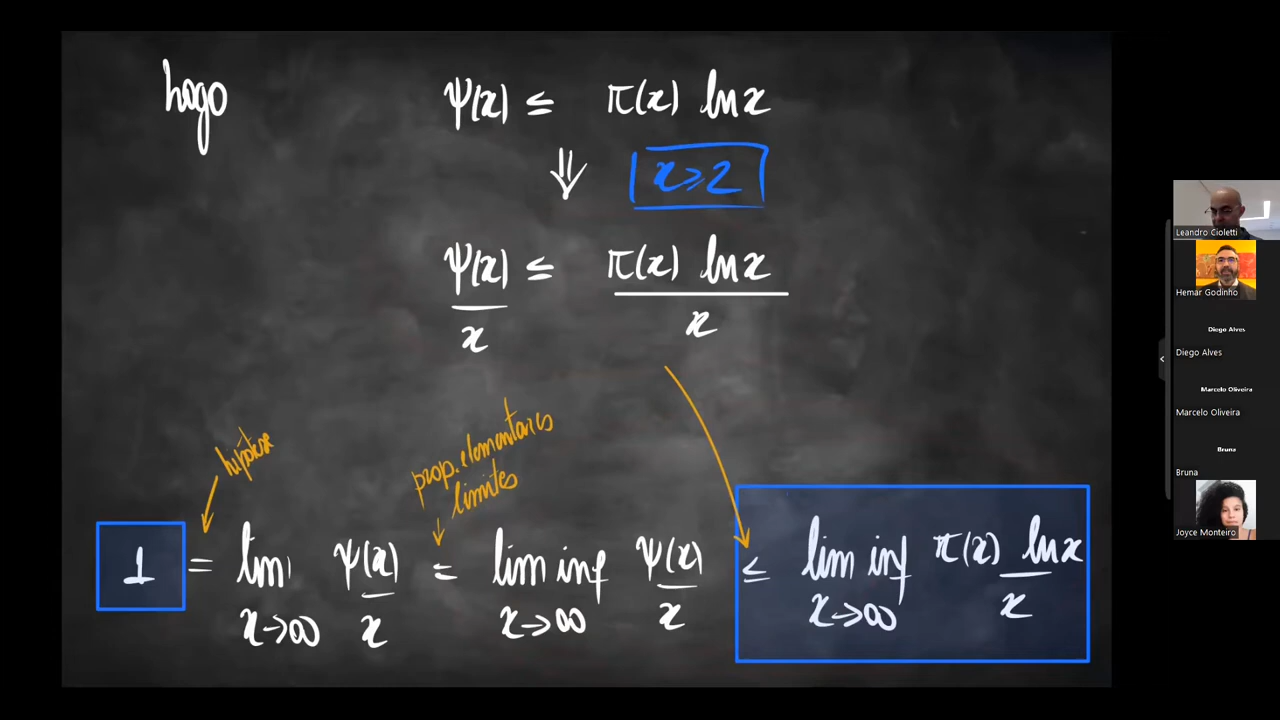 logo
ψ(x) ≤ π(x) ln x
⇓ x ≥ 2
ψ(x)/x ≤ π(x) ln x / x
hipótese
prop. elementares
limites
1 = lim x→∞ ψ(x)/x = lim inf x→∞ ψ(x)/x ≤ lim inf x→∞ π(x) ln x / x
Leandro Cioletti
Hemar Godinho
Diego Alves
Diego Alves
Marcelo Oliveira
Marcelo Oliveira
Bruna
Bruna
Joyce Monteiro